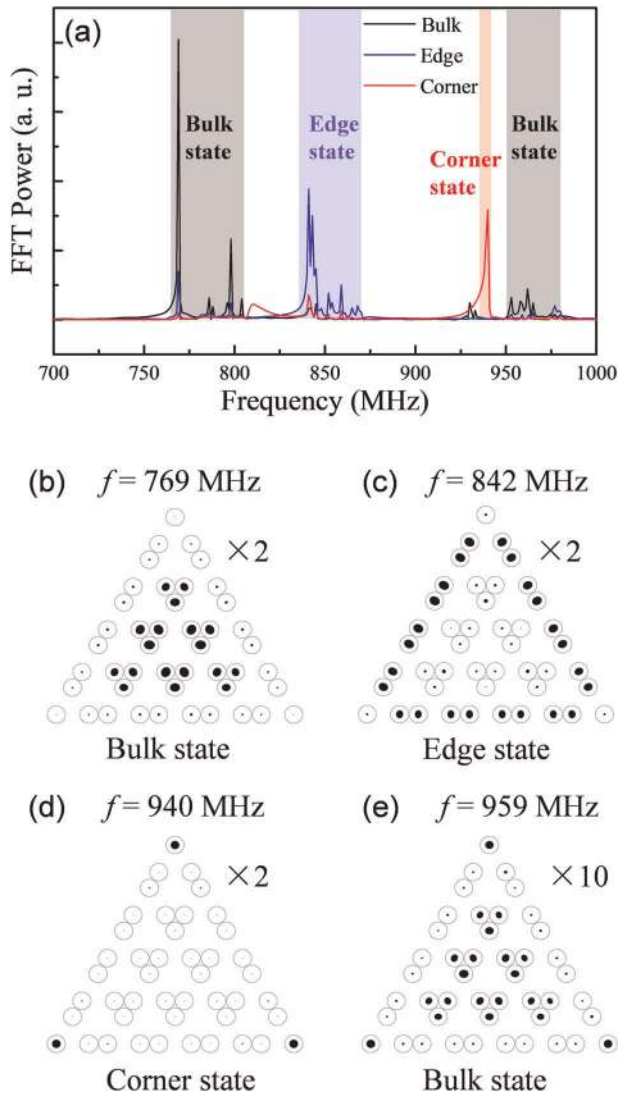 (a)
Bulk
Edge
Corner
Bulk
state
Edge
state
Corner
state
Bulk
state
FFT Power (a. u.)
700 750 800 850 900 950 1000
Frequency (MHz)
(b) f = 769 MHz
×2
Bulk state
(c) f = 842 MHz
×2
Edge state
(d) f = 940 MHz
×2
Corner state
(e) f = 959 MHz
×10
Bulk state